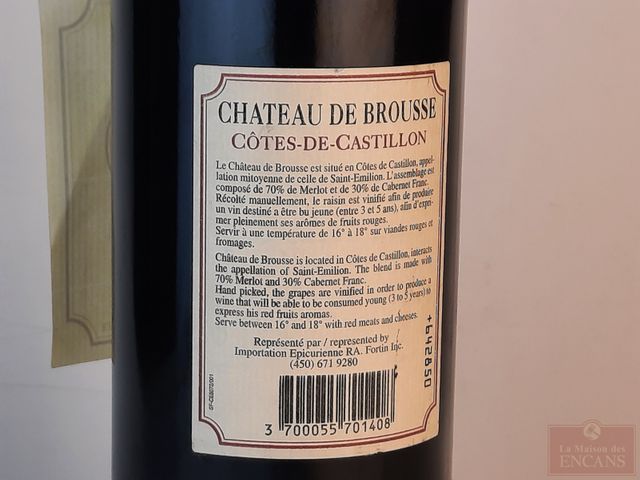 CHATEAU DE BROUSSE
CÔTES-DE-CASTILLON
Le Château de Brousse est situé en Côtes de Castillon, appel-
lation mitoyenne de celle de Saint-Emilion. L'assemblage est
composé de 70% de Merlot et de 30% de Cabernet Franc.
Récolté manuellement, le raisin est vinifié afin de produire
un vin destiné a être bu jeune (entre 3 et 5 ans), afin d'expri-
mer pleinement ses arômes de fruits rouges.
Servir à une température de 16° à 18° sur viandes rouges et
fromages.
Château de Brousse is located in Côtes de Castillon, interacts
the appellation of Saint-Emilion. The blend is made with
70% Merlot and 30% Cabernet Franc.
Hand picked, the grapes are vinified in order to produce a
wine that will be able to be consumed young (3 to 5 years) to
express his red fruits aromas.
Serve between 16° and 18° with red meats and cheeses.
Représenté par / represented by
Importation Epicurienne RA. Fortin Inc.
(450) 671 9280
3 700055 701408
+642850
La Maison des
ENCANS